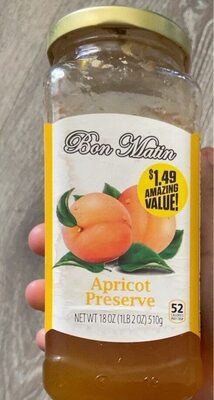 Bon Matin
$1.49
AMAZING
VALUE!
Apricot
Preserve
NET WT 18 OZ (1LB 2 OZ) 510g
52